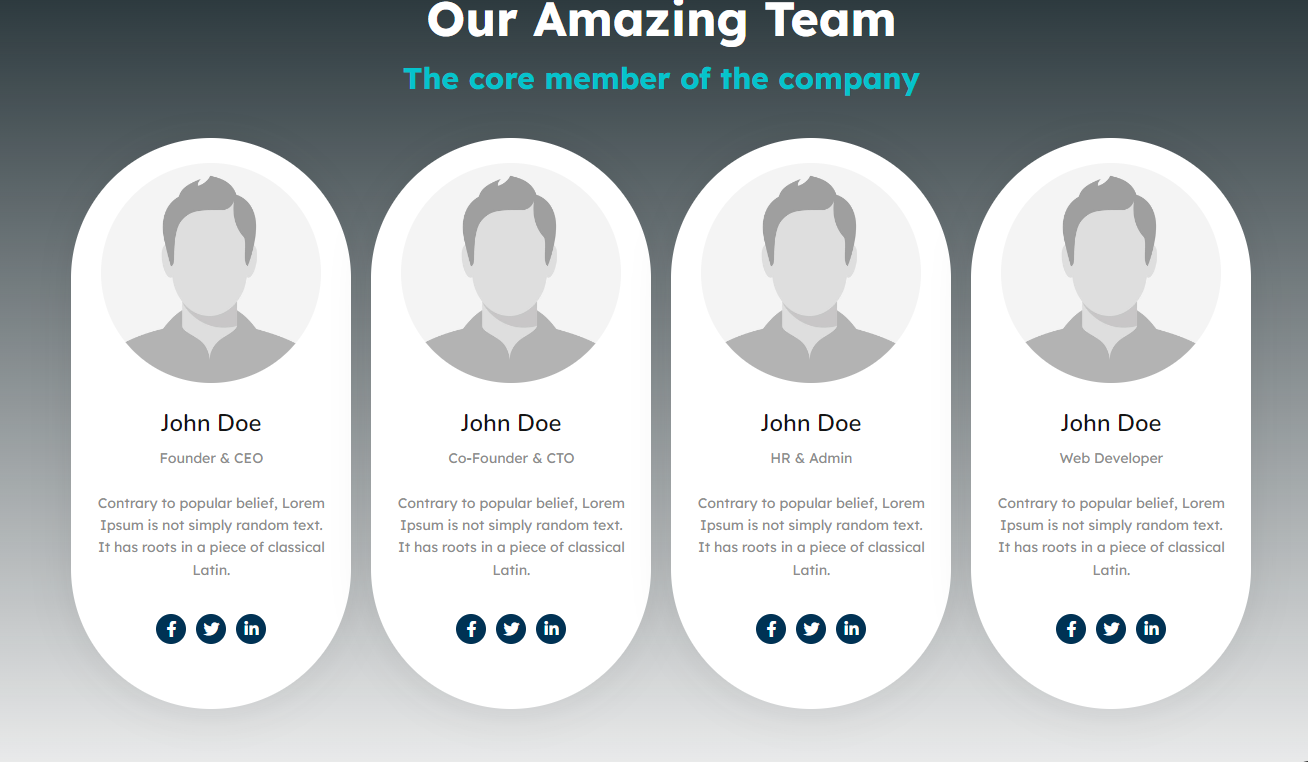 Our Amazing Team
The core member of the company
John Doe
Founder & CEO
Contrary to popular belief, Lorem
Ipsum is not simply random text.
It has roots in a piece of classical
Latin.
John Doe
Co-Founder & CTO
Contrary to popular belief, Lorem
Ipsum is not simply random text.
It has roots in a piece of classical
Latin.
John Doe
HR & Admin
Contrary to popular belief, Lorem
Ipsum is not simply random text.
It has roots in a piece of classical
Latin.
John Doe
Web Developer
Contrary to popular belief, Lorem
Ipsum is not simply random text.
It has roots in a piece of classical
Latin.